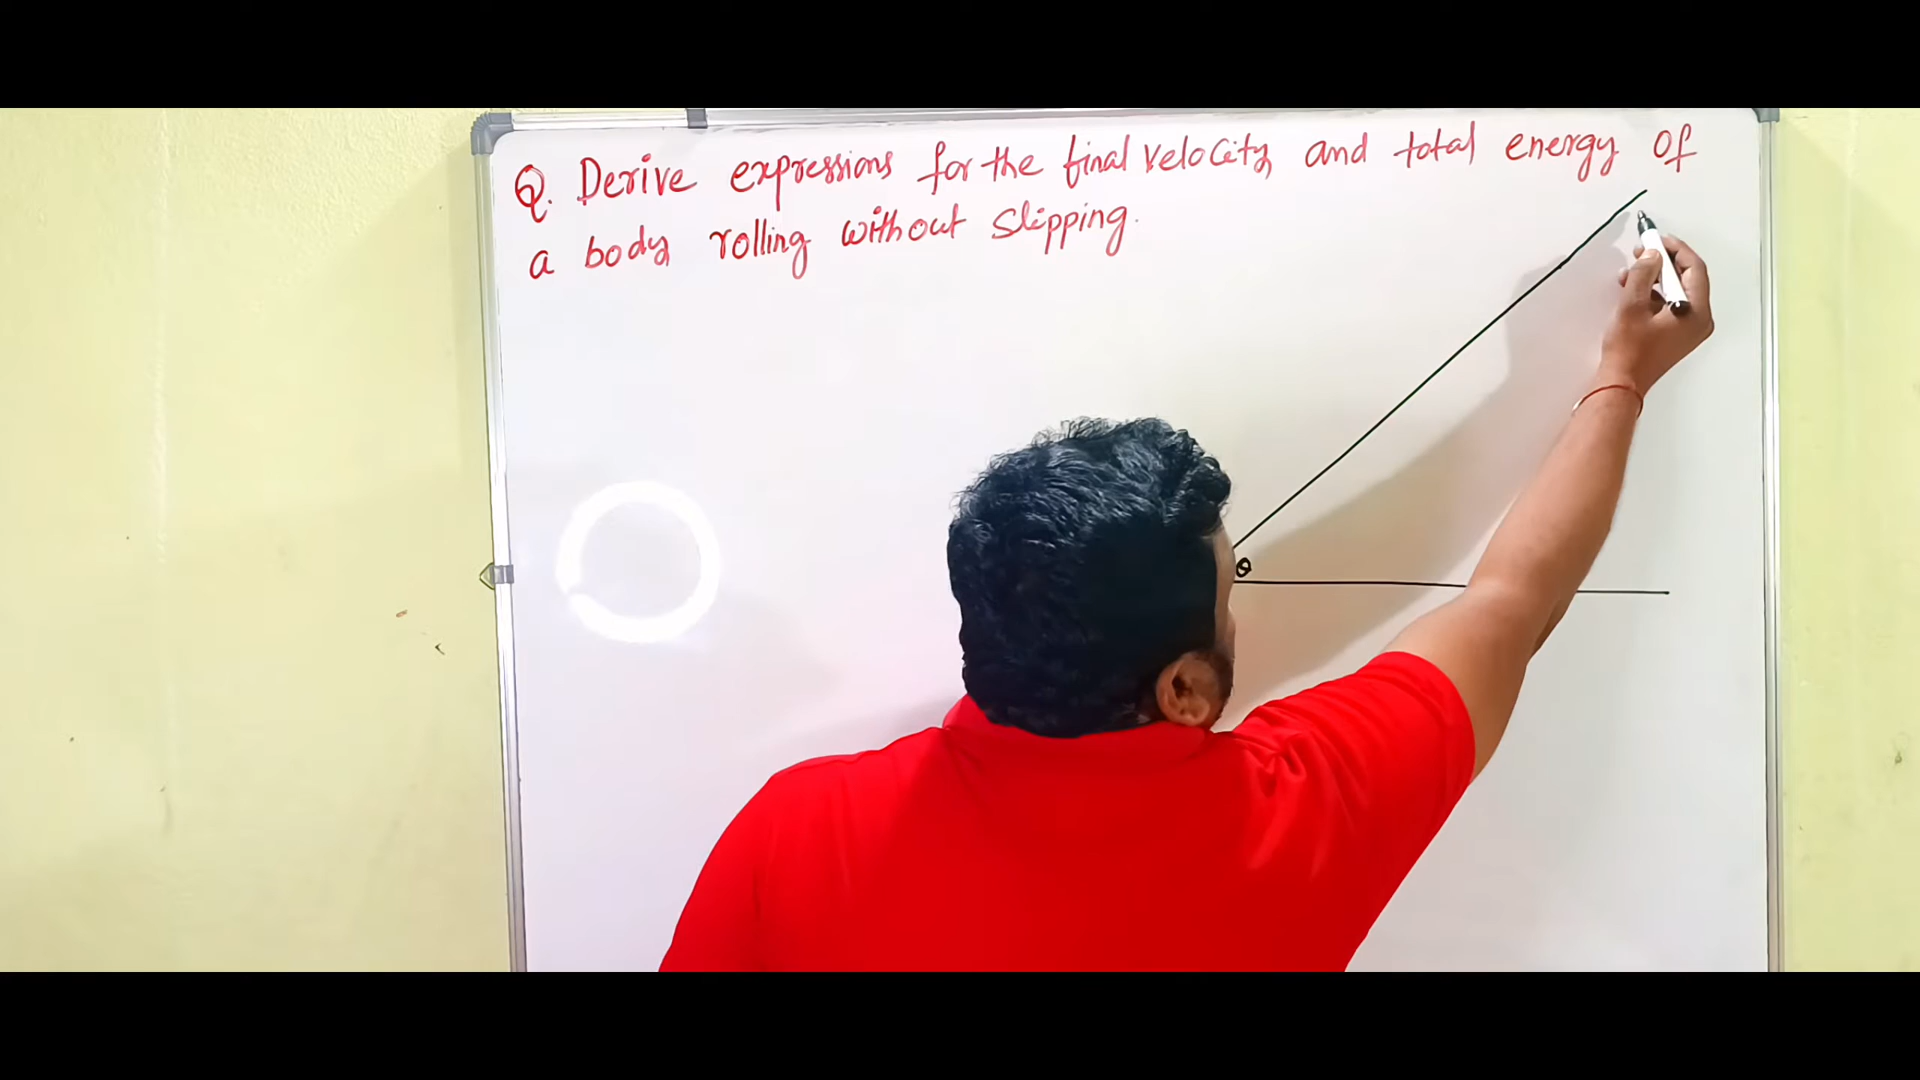 Q. Derive expressions for the final velocity and total energy of
a body rolling without slipping.
θ